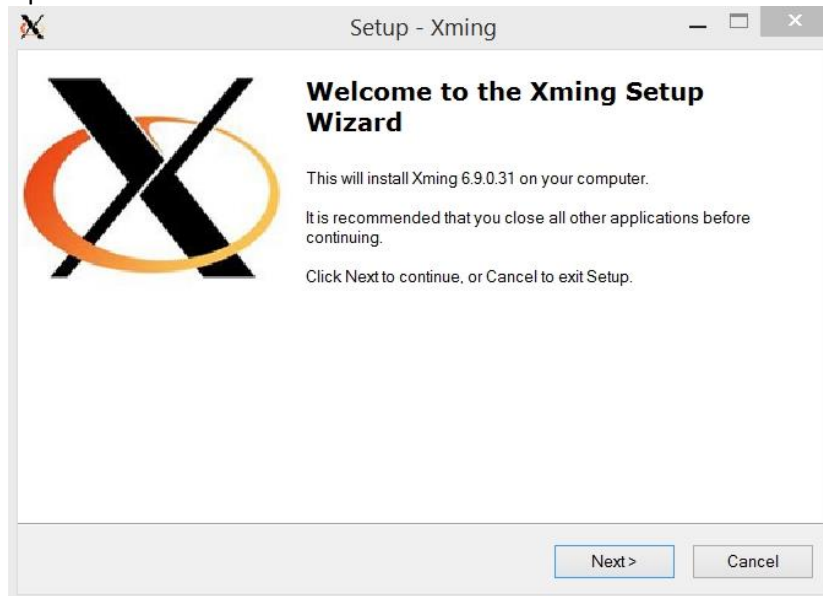 Setup - Xming
Welcome to the Xming Setup
Wizard
This will install Xming 6.9.0.31 on your computer.
It is recommended that you close all other applications before
continuing.
Click Next to continue, or Cancel to exit Setup.
Next >
Cancel